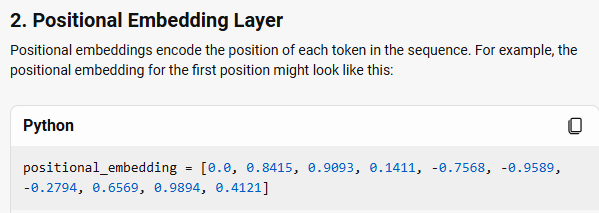 2. Positional Embedding Layer
Positional embeddings encode the position of each token in the sequence. For example, the
positional embedding for the first position might look like this:
Python
positional_embedding = [0.0, 0.8415, 0.9093, 0.1411, -0.7568, -0.9589,
-0.2794, 0.6569, 0.9894, 0.4121]